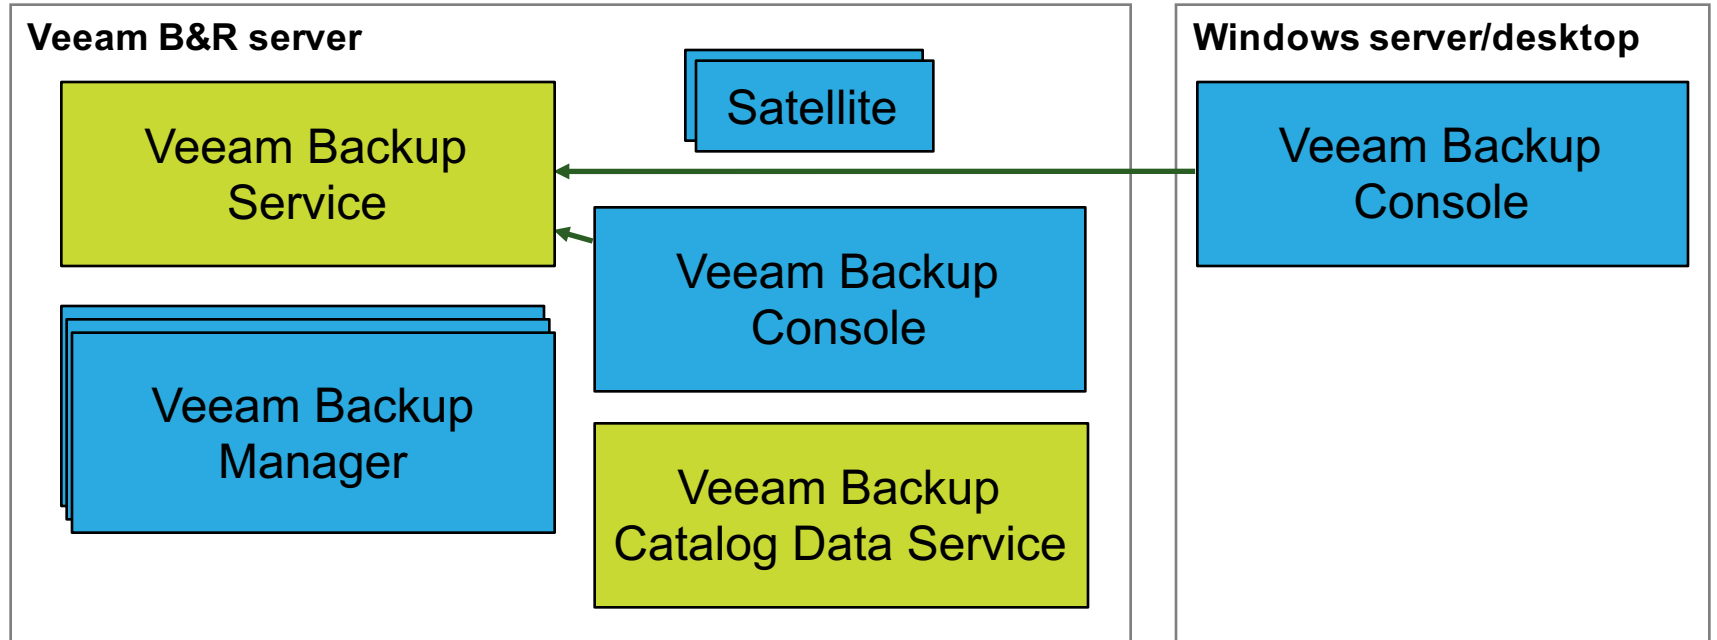 Veeam B&R server
Windows server/desktop
Satellite
Veeam Backup
Service
Veeam Backup
Console
Veeam Backup
Console
Veeam Backup
Manager
Veeam Backup
Catalog Data Service